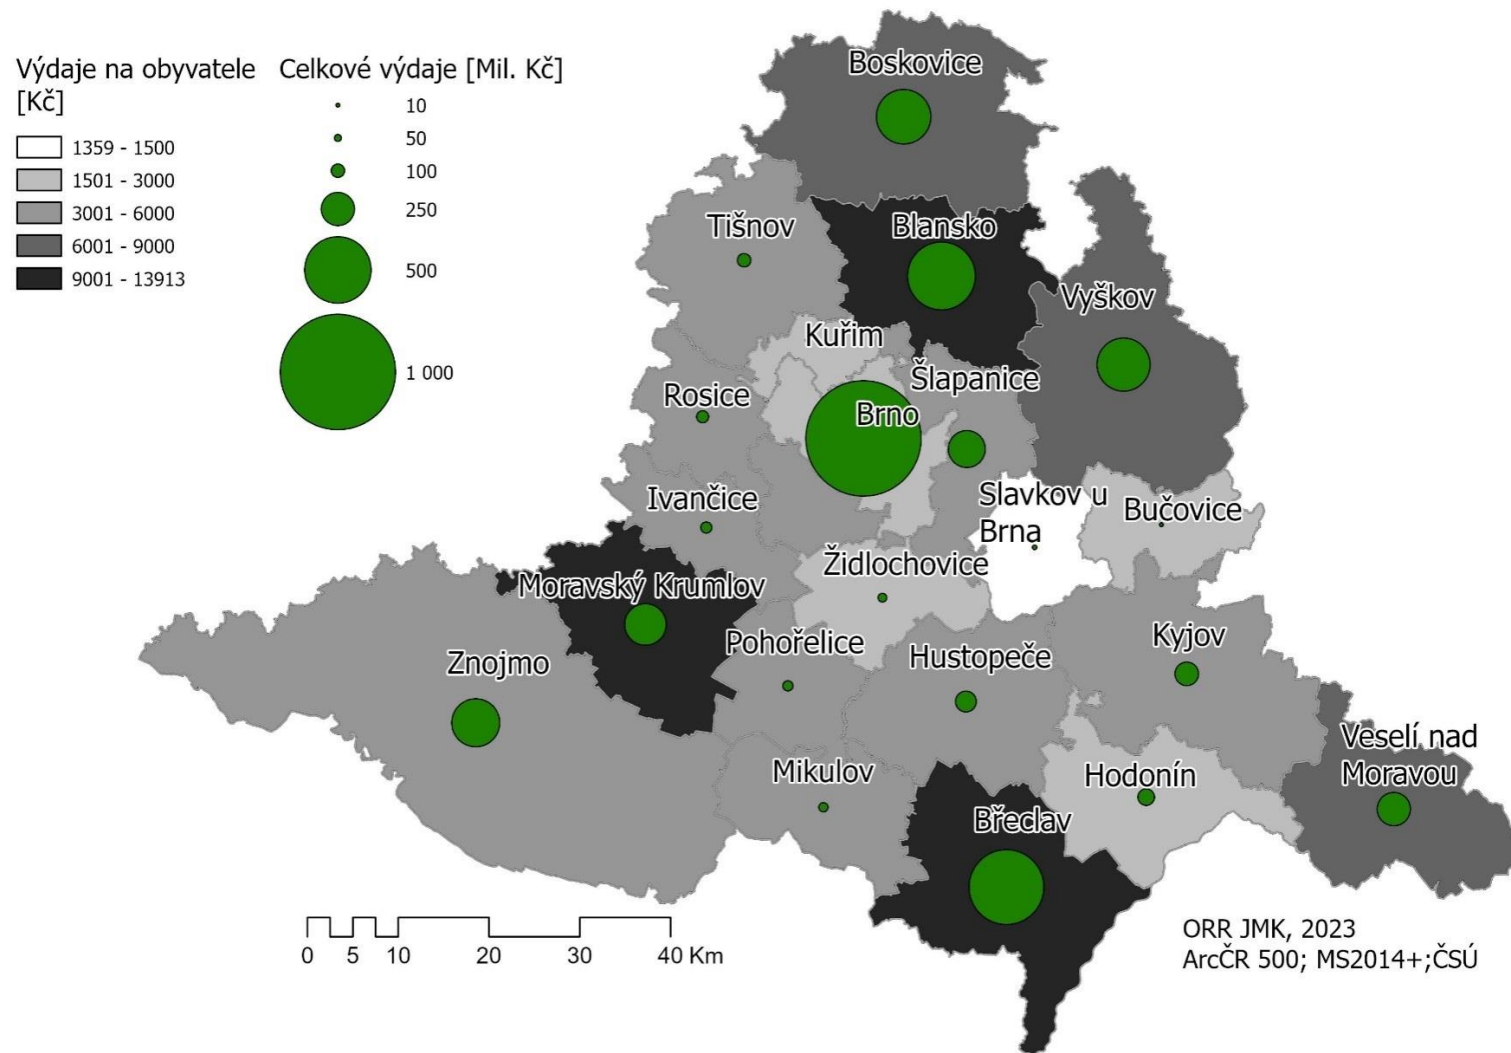 Výdaje na obyvatele
[Kč]
1359 - 1500
1501 - 3000
3001 - 6000
6001 - 9000
9001 - 13913
Celkové výdaje [Mil. Kč]
10
50
100
250
500
1 000
Boskovice
Tišnov
Blansko
Vyškov
Kuřim
Šlapanice
Rosice
Brno
Ivančice
Slavkov u
Brna
Bučovice
Židlochovice
Moravský Krumlov
Pohořelice
Hustopeče
Kyjov
Znojmo
Veselí nad
Moravou
Mikulov
Hodonín
Břeclav
0 5 10 20 30 40 Km
ORR JMK, 2023
ArcČR 500; MS2014+;ČSÚ